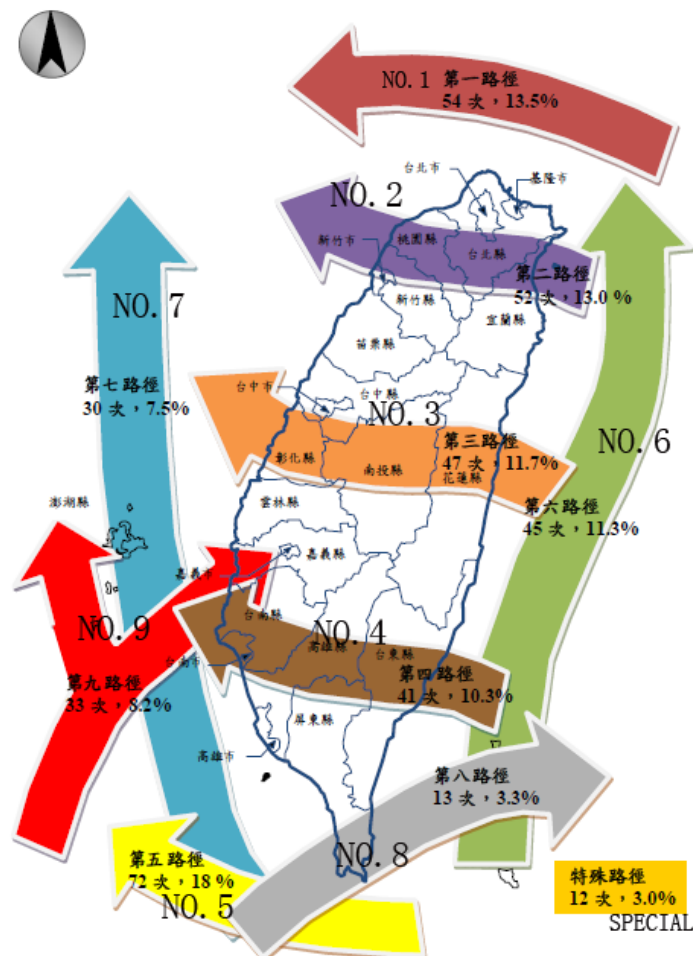 NO.1 第一路徑
54 次，13.5%
台北市
基隆市
NO.2
新竹市
桃園縣
台北縣
第二路徑
52 次，13.0 %
新竹縣
宜蘭縣
苗栗縣
NO.7
第七路徑
30 次，7.5%
台中市
台中縣
NO.3
第三路徑
47 次，11.7%
彰化縣
南投縣
花蓮縣
NO.6
第六路徑
45 次，11.3%
澎湖縣
雲林縣
嘉義市
嘉義縣
NO.9
台南縣
NO.4
高雄縣
台東縣
台南市
第九路徑
33 次，8.2%
第四路徑
41 次，10.3%
屏東縣
高雄市
第八路徑
13 次，3.3%
第五路徑
72 次，18 %
NO.5
NO.8
特殊路徑
12 次，3.0%
SPECIAL